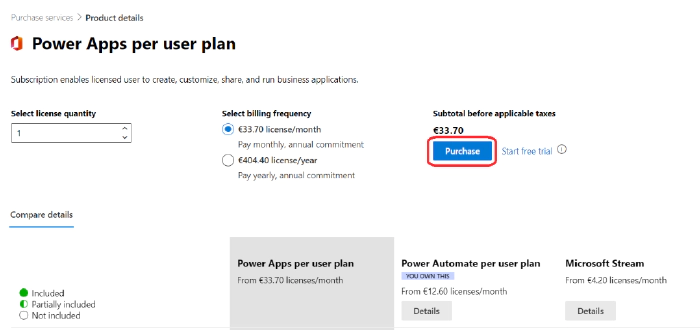 Purchase services > Product details
Power Apps per user plan
Subscription enables licensed user to create, customize, share, and run business applications.
Select license quantity
1
Select billing frequency
€33.70 license/month
Pay monthly, annual commitment
€404.40 license/year
Pay yearly, annual commitment
Subtotal before applicable taxes
€33.70
Purchase
Start free trial
Compare details
Included
Partially included
Not included
Power Apps per user plan
From €33.70 licenses/month
Power Automate per user plan
YOU OWN THIS
From €12.60 licenses/month
Details
Microsoft Stream
From €4.20 licenses/month
Details